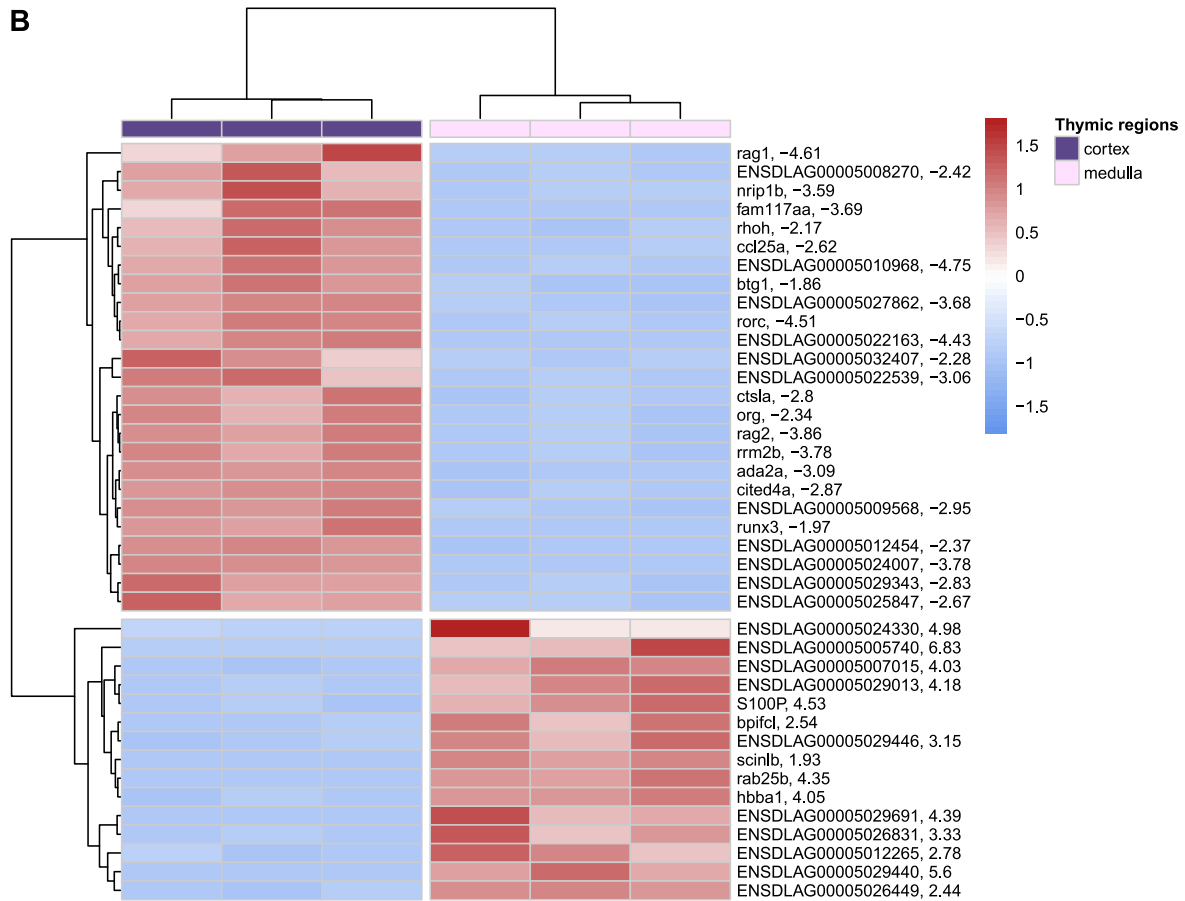 B
rag1, −4.61
ENSDLAG00005008270, −2.42
nrip1b, −3.59
fam117aa, −3.69
rhoh, −2.17
ccl25a, −2.62
ENSDLAG00005010968, −4.75
btg1, −1.86
ENSDLAG00005027862, −3.68
rorc, −4.51
ENSDLAG00005022163, −4.43
ENSDLAG00005032407, −2.28
ENSDLAG00005022539, −3.06
ctsla, −2.8
org, −2.34
rag2, −3.86
rrm2b, −3.78
ada2a, −3.09
cited4a, −2.87
ENSDLAG00005009568, −2.95
runx3, −1.97
ENSDLAG00005012454, −2.37
ENSDLAG00005024007, −3.78
ENSDLAG00005029343, −2.83
ENSDLAG00005025847, −2.67
ENSDLAG00005024330, 4.98
ENSDLAG00005005740, 6.83
ENSDLAG00005007015, 4.03
ENSDLAG00005029013, 4.18
S100P, 4.53
bpifcl, 2.54
ENSDLAG00005029446, 3.15
scinlb, 1.93
rab25b, 4.35
hbba1, 4.05
ENSDLAG00005029691, 4.39
ENSDLAG00005026831, 3.33
ENSDLAG00005012265, 2.78
ENSDLAG00005029440, 5.6
ENSDLAG00005026449, 2.44
1.5
1
0.5
0
−0.5
−1
−1.5
Thymic regions
cortex
medulla